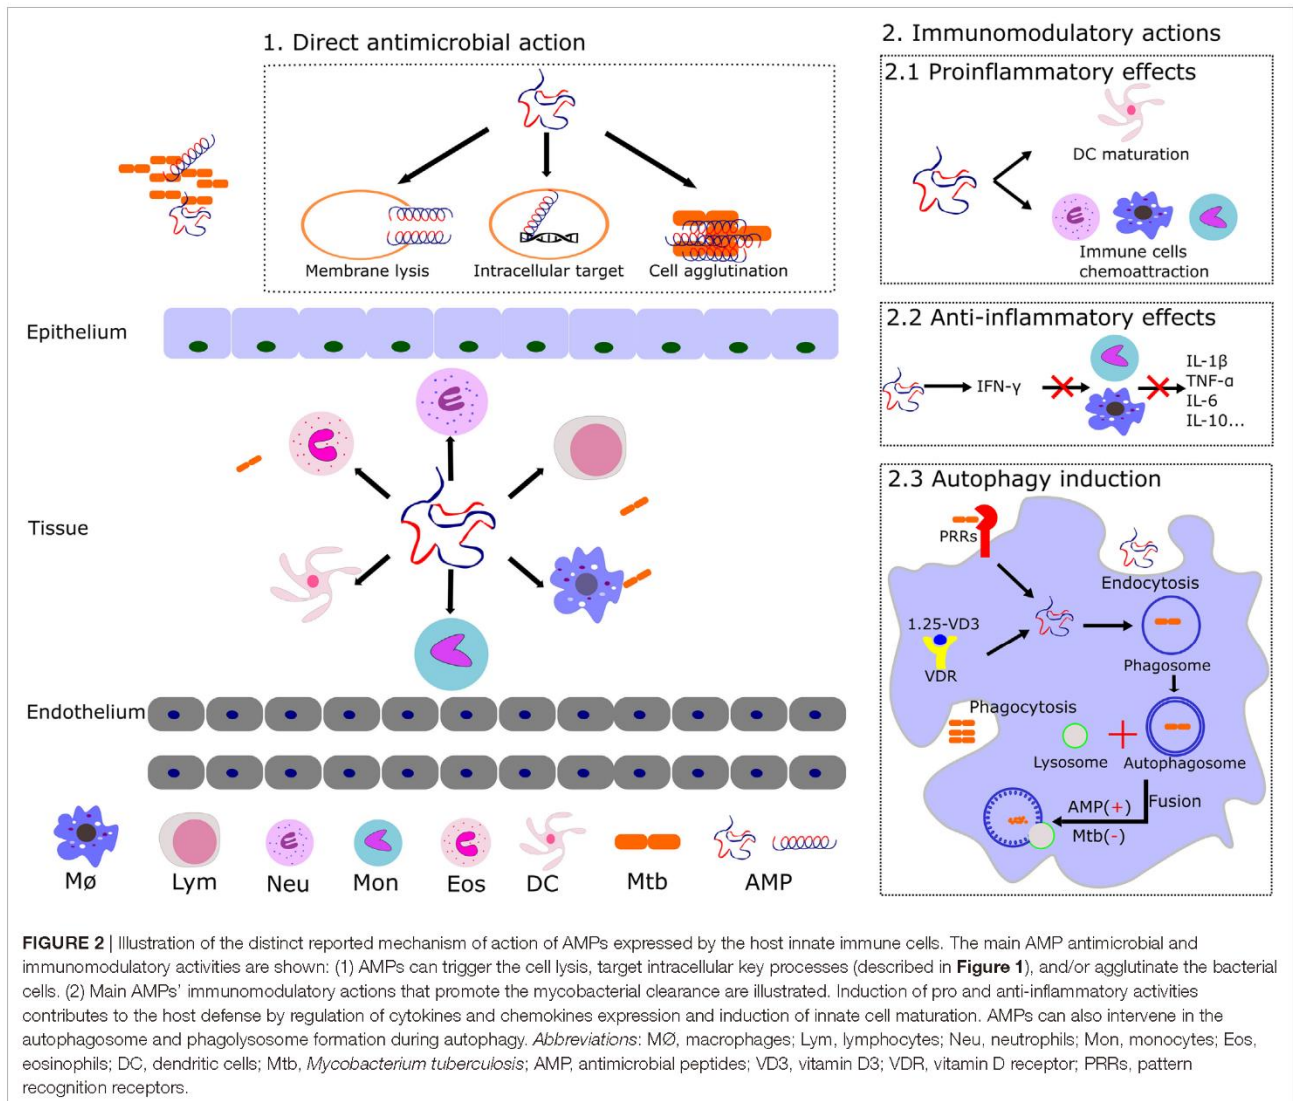 1. Direct antimicrobial action
Membrane lysis
Intracellular target
Cell agglutination
Epithelium
Tissue
Endothelium
Mø
Lym
Neu
Mon
Eos
DC
Mtb
AMP
2. Immunomodulatory actions
2.1 Proinflammatory effects
DC maturation
Immune cells
chemoattraction
2.2 Anti-inflammatory effects
IFN-γ
IL-1β
TNF-α
IL-6
IL-10...
2.3 Autophagy induction
PRRs
Endocytosis
1.25-VD3
VDR
Phagosome
Phagocytosis
Lysosome
Autophagosome
Fusion
AMP(+)
Mtb(-)
FIGURE 2 | Illustration of the distinct reported mechanism of action of AMPs expressed by the host innate immune cells. The main AMP antimicrobial and
immunomodulatory activities are shown: (1) AMPs can trigger the cell lysis, target intracellular key processes (described in Figure 1), and/or agglutinate the bacterial
cells. (2) Main AMPs' immunomodulatory actions that promote the mycobacterial clearance are illustrated. Induction of pro and anti-inflammatory activities
contributes to the host defense by regulation of cytokines and chemokines expression and induction of innate cell maturation. AMPs can also intervene in the
autophagosome and phagolysosome formation during autophagy. Abbreviations: MØ, macrophages; Lym, lymphocytes; Neu, neutrophils; Mon, monocytes; Eos,
eosinophils; DC, dendritic cells; Mtb, Mycobacterium tuberculosis; AMP, antimicrobial peptides; VD3, vitamin D3; VDR, vitamin D receptor; PRRs, pattern
recognition receptors.